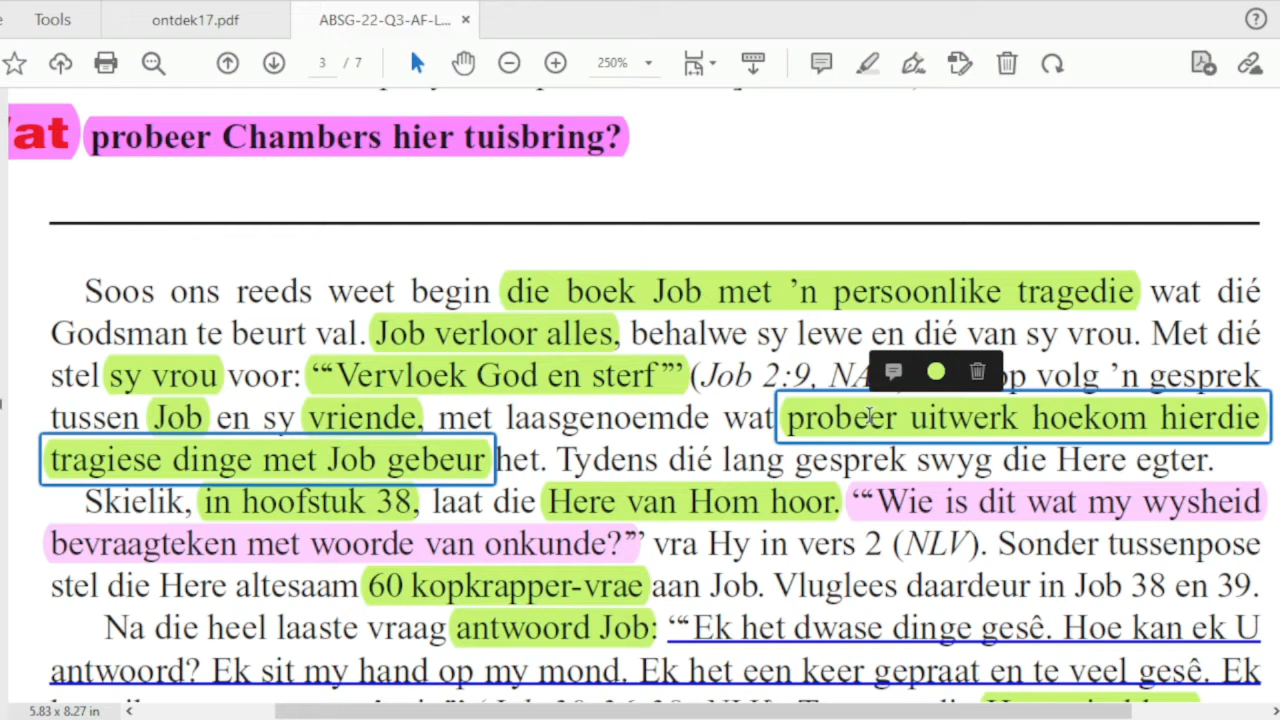 Tools
ontdek17.pdf
ABSG-22-Q3-AF-L... ×
3 / 7
250%
at probeer Chambers hier tuisbring?
Soos ons reeds weet begin die boek Job met ’n persoonlike tragedie wat dié
Godsman te beurt val. Job verloor alles, behalwe sy lewe en dié van sy vrou. Met dié
stel sy vrou voor: “‘Vervloek God en sterf’” (Job 2:9, NA op volg ’n gesprek
tussen Job en sy vriende, met laasgenoemde wat probeer uitwerk hoekom hierdie
tragiese dinge met Job gebeur het. Tydens dié lang gesprek swyg die Here egter.
Skielik, in hoofstuk 38, laat die Here van Hom hoor. “‘Wie is dit wat my wysheid
bevraagteken met woorde van onkunde?’” vra Hy in vers 2 (NLV). Sonder tussenpose
stel die Here altesaam 60 kopkrapper-vrae aan Job. Vluglees daardeur in Job 38 en 39.
Na die heel laaste vraag antwoord Job: “‘Ek het dwase dinge gesê. Hoe kan ek U
antwoord? Ek sit my hand op my mond. Ek het een keer gepraat en te veel gesê. Ek
5.83 x 8.27 in